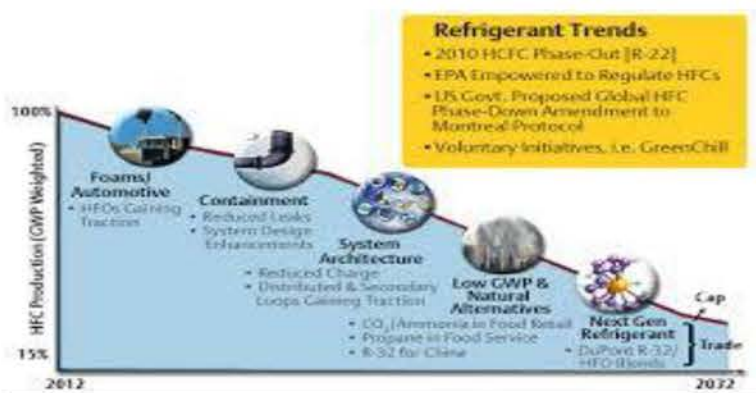 Refrigerant Trends
• 2010 HCFC Phase-Out [R-22]
• EPA Empowered to Regulate HFCs
• US Govt. Proposed Global HFC
Phase-Down Amendment to
Montreal Protocol
• Voluntary Initiatives, i.e. GreenChill
100%
HFC Production (GWP Weighted)
15%
2012
2032
Foams/
Automotive
• HFOs Gaining
Traction
Containment
• Reduced Leaks
• System Design
Enhancements
System
Architecture
• Reduced Charge
• Distributed & Secondary
Loops Gaining Traction
Low GWP &
Natural
Alternatives
• CO₂/Ammonia in Food Retail
• Propane in Food Service
• R-32 for China
Next Gen
Refrigerant
• DuPont R-32/
HFO Blends
Cap
Trade